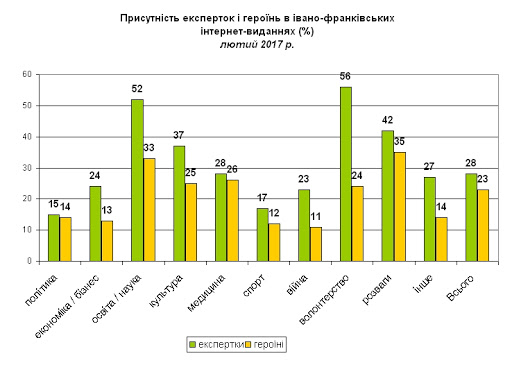 Присутність експерток і героїнь в івано-франківських
інтернет-виданнях (%)
лютий 2017 р.
60
50
40
30
20
10
0
15 14
24 13
52 33
37 25
28 26
17 12
23 11
56 24
42 35
27 14
28 23
політика
економіка / бізнес
освіта / наука
культура
медицина
спорт
війна
волонтерство
розваги
інше
Всього
експертки героїні